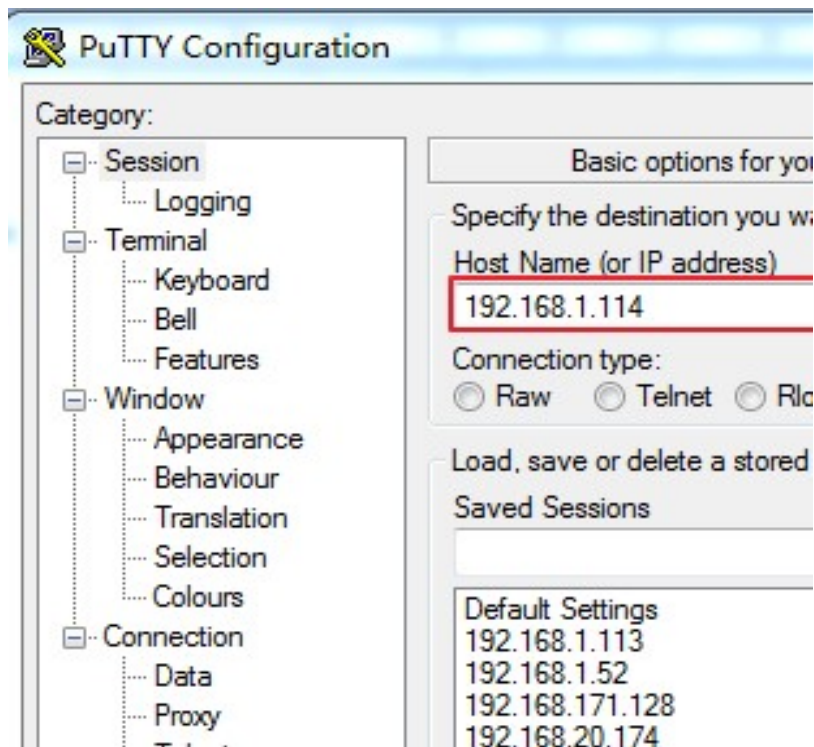 PuTTY Configuration
Category:
Session
Logging
Terminal
Keyboard
Bell
Features
Window
Appearance
Behaviour
Translation
Selection
Colours
Connection
Data
Proxy
Basic options for
Specify the destination you
Host Name (or IP address)
192.168.1.114
Connection type:
Raw Telnet
Load, save or delete a stored
Saved Sessions
Default Settings
192.168.1.113
192.168.1.52
192.168.171.128
192.168.20.174